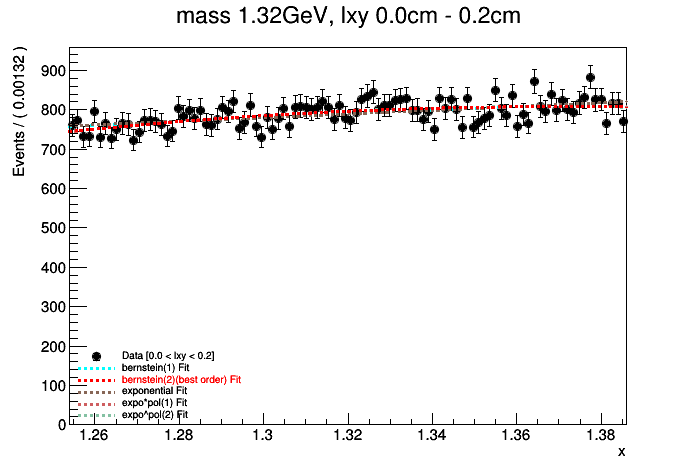 mass 1.32GeV, lxy 0.0cm - 0.2cm
Events / ( 0.00132 )
900
800
700
600
500
400
300
200
100
0
Data [0.0 < lxy < 0.2]
bernstein(1) Fit
bernstein(2)(best order) Fit
exponential Fit
expo*pol(1) Fit
expo*pol(2) Fit
1.26 1.28 1.3 1.32 1.34 1.36 1.38
x